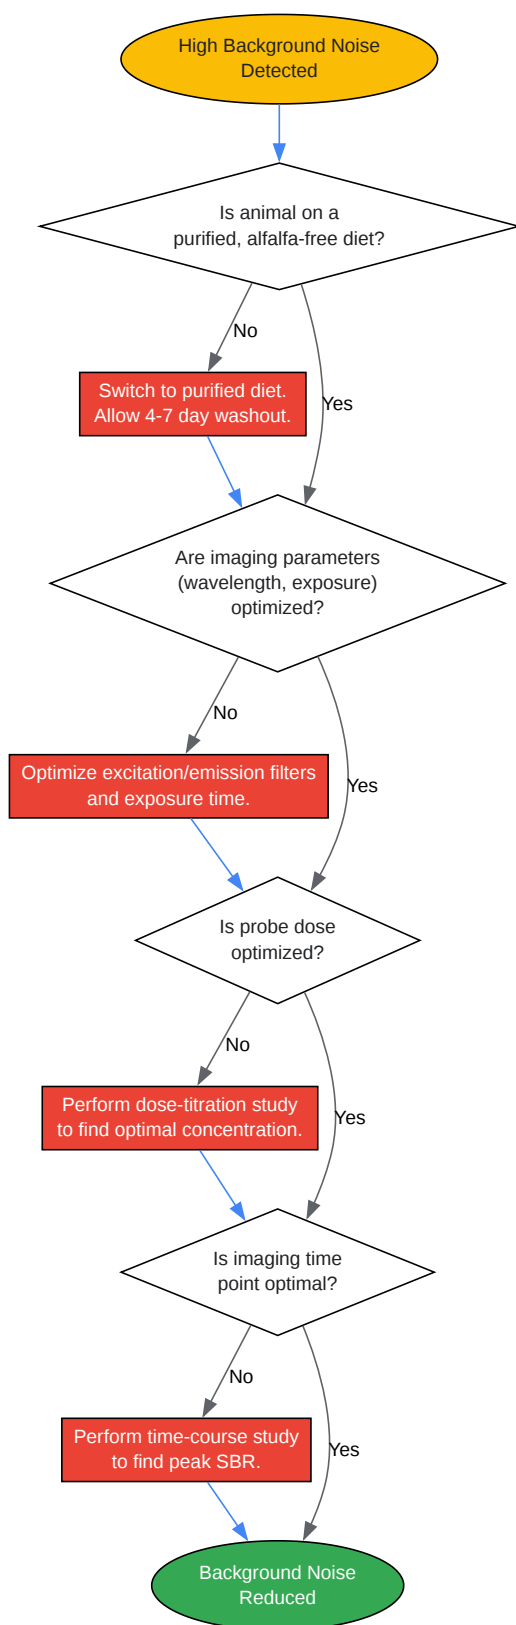 High Background Noise
Detected
Is animal on a
purified, alfalfa-free diet?
No
Switch to purified diet.
Allow 4-7 day washout.
Yes
Are imaging parameters
(wavelength, exposure)
optimized?
No
Optimize excitation/emission filters
and exposure time.
Yes
Is probe dose
optimized?
No
Perform dose-titration study
to find optimal concentration.
Yes
Is imaging time
point optimal?
No
Perform time-course study
to find peak SBR.
Yes
Background Noise
Reduced